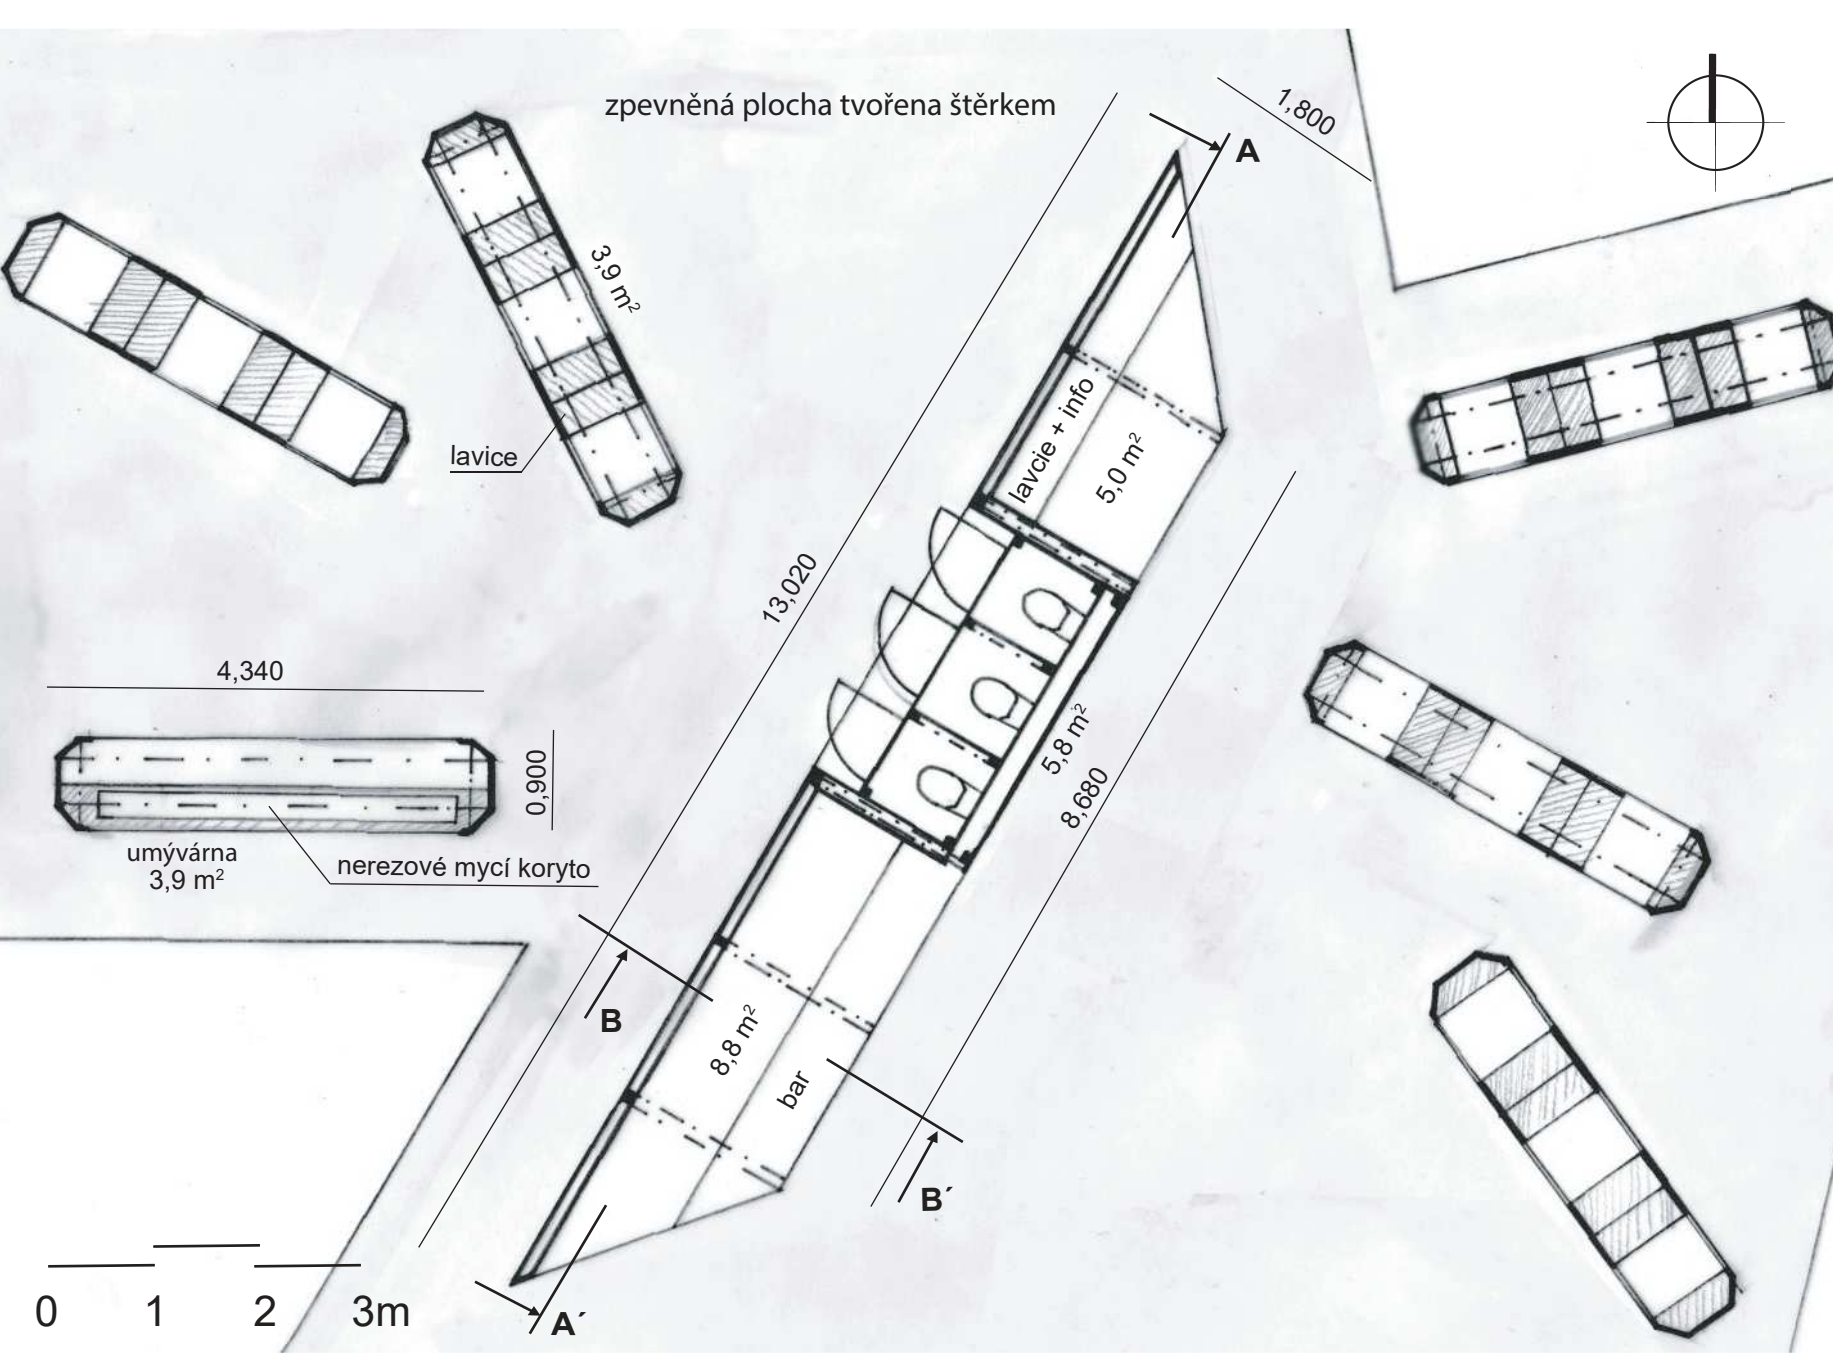 zpevněná plocha tvořena štěrkem
1,800
A
3,9 m²
lavice
lavcie + info
5,0 m²
13,020
4,340
0,900
umývárna
3,9 m²
nerezové mycí koryto
5,8 m²
8,680
B
8,8 m²
bar
B´
A´
0 1 2 3m